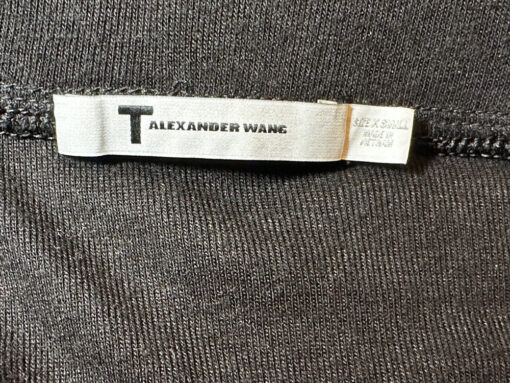 T ALEXANDER WANG
SIZE X SMALL
MADE IN
VIETNAM